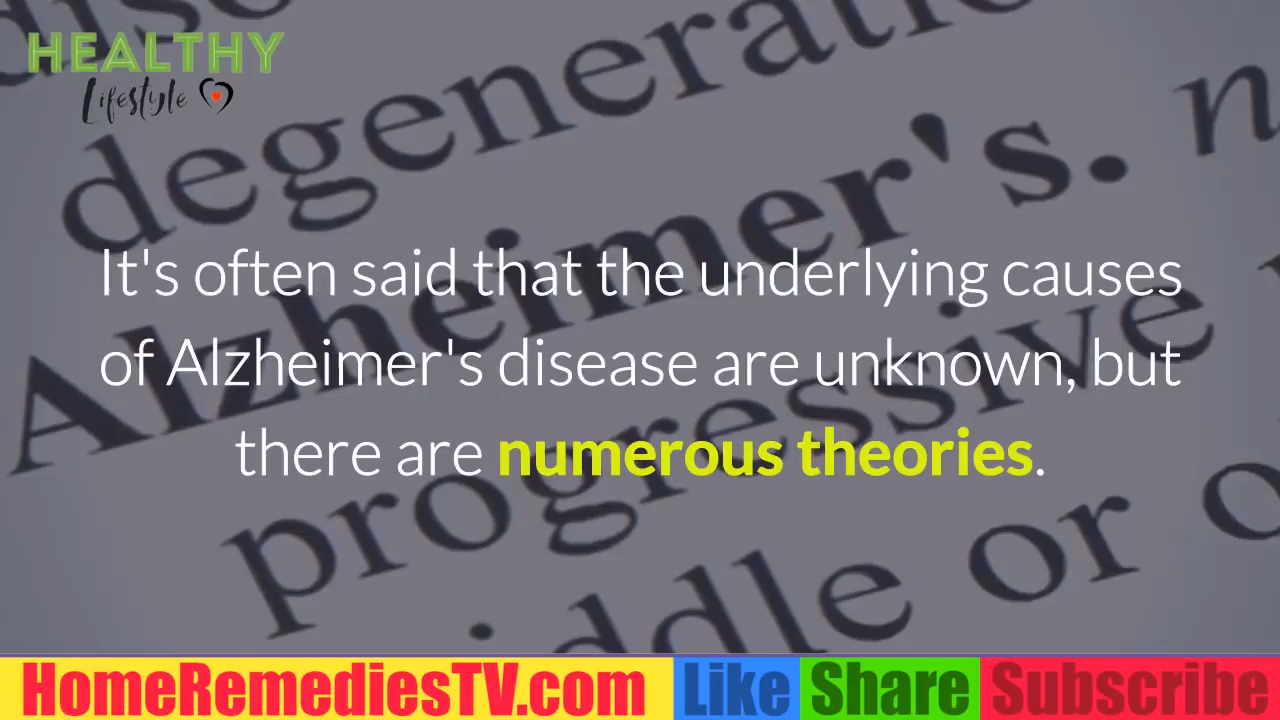 HEALTHY
Lifestyle
degenerati
Alzheimer's. n
It's often said that the underlying causes
of Alzheimer's disease are unknown, but
there are numerous theories.
progressive
ddle or o
HomeRemediesTV.com Like Share Subscribe